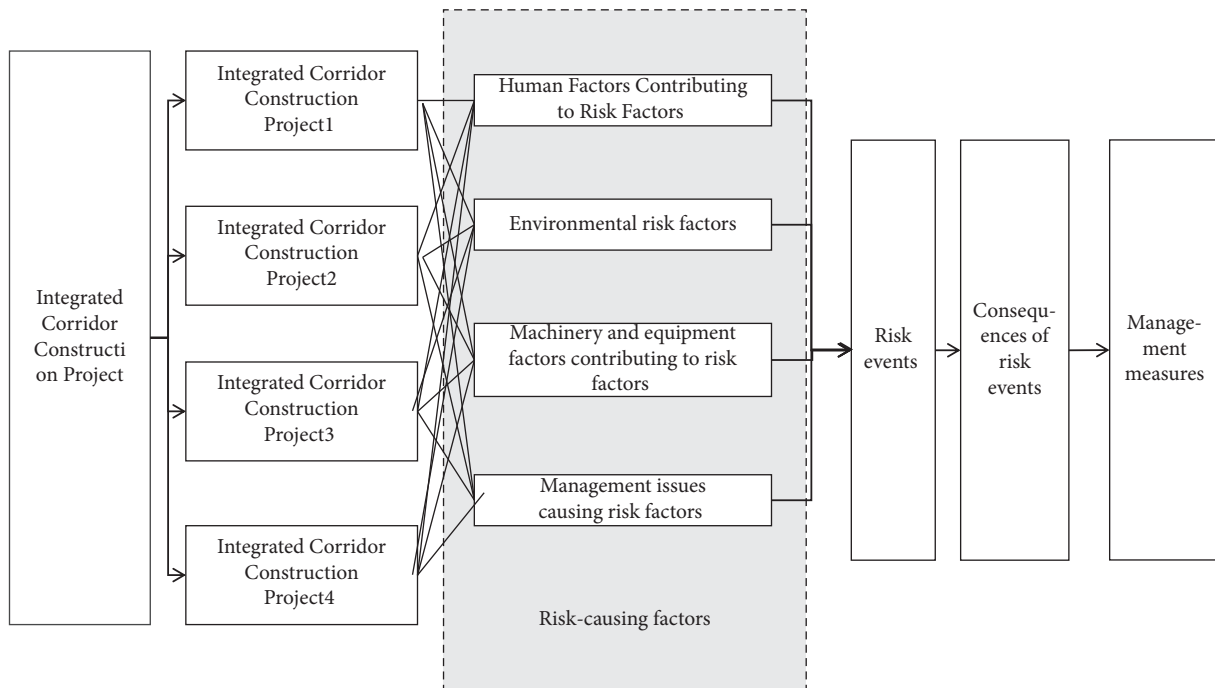 Integrated
Corridor
Constructi
on Project
Integrated Corridor
Construction
Project1
Integrated Corridor
Construction
Project2
Integrated Corridor
Construction
Project3
Integrated Corridor
Construction
Project4
Human Factors Contributing
to Risk Factors
Environmental risk factors
Machinery and equipment
factors contributing to risk
factors
Management issues
causing risk factors
Risk-causing factors
Risk
events
Consequ-
ences of
risk
events
Manage-
ment
measures